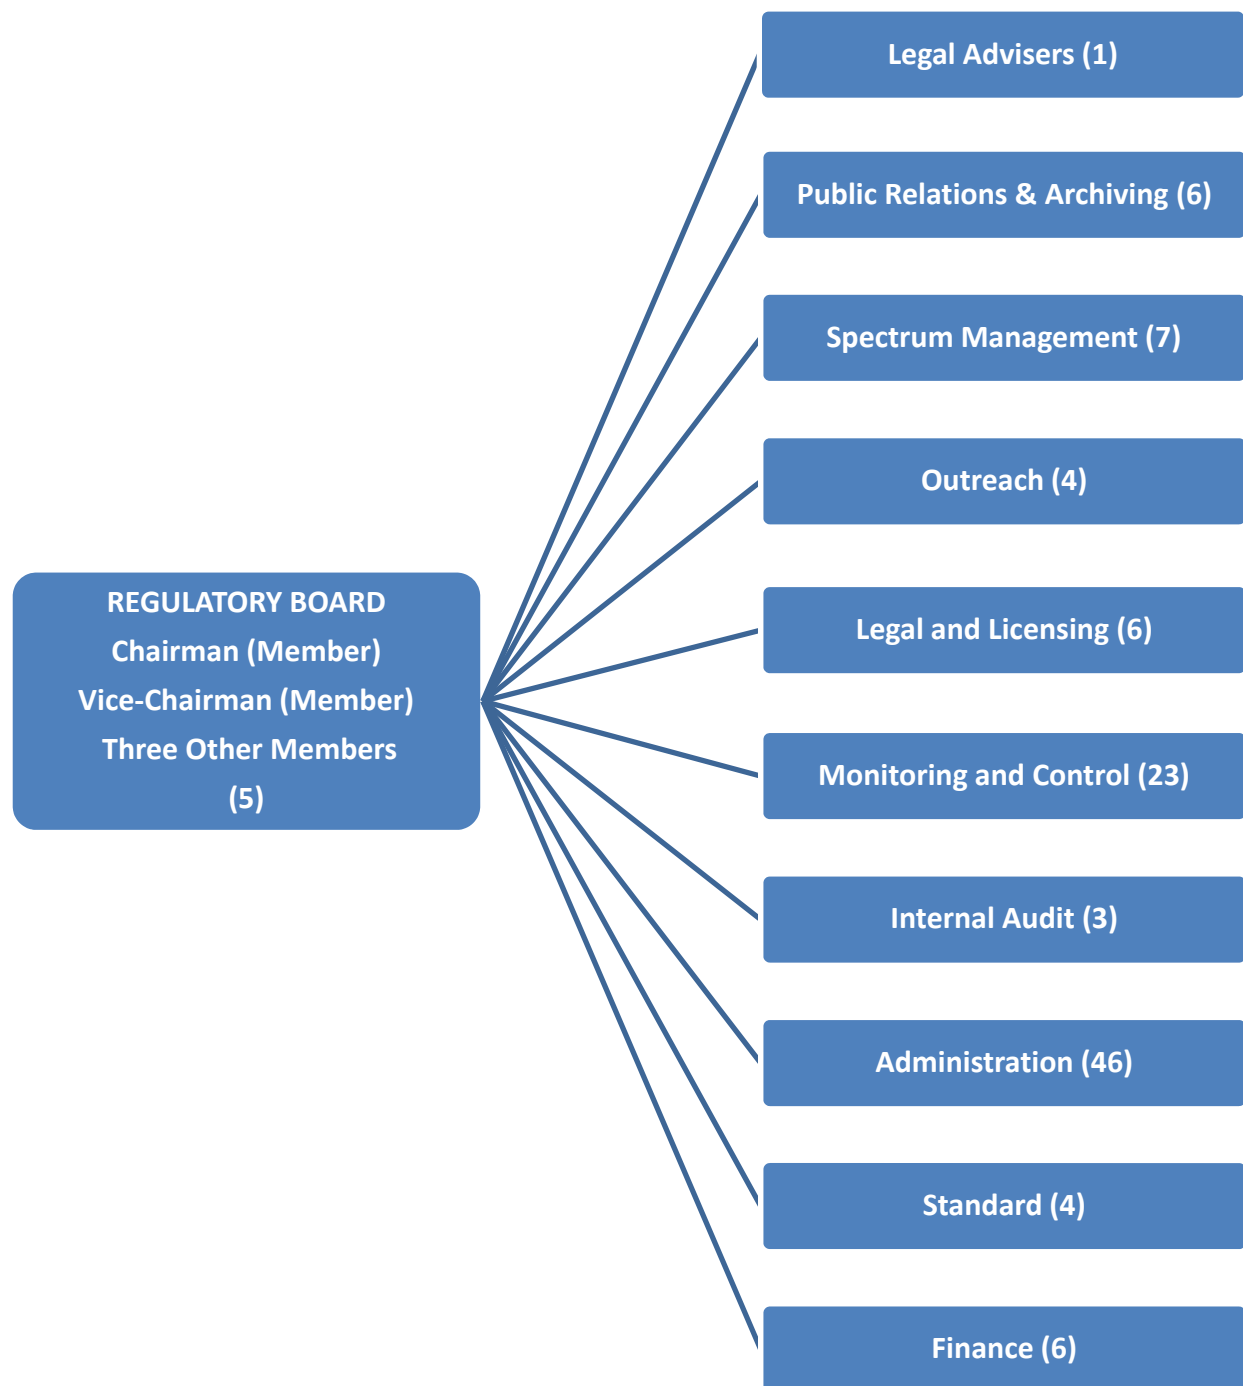 Legal Advisers (1)
Public Relations & Archiving (6)
Spectrum Management (7)
Outreach (4)
REGULATORY BOARD
Chairman (Member)
Vice-Chairman (Member)
Three Other Members
(5)
Legal and Licensing (6)
Monitoring and Control (23)
Internal Audit (3)
Administration (46)
Standard (4)
Finance (6)